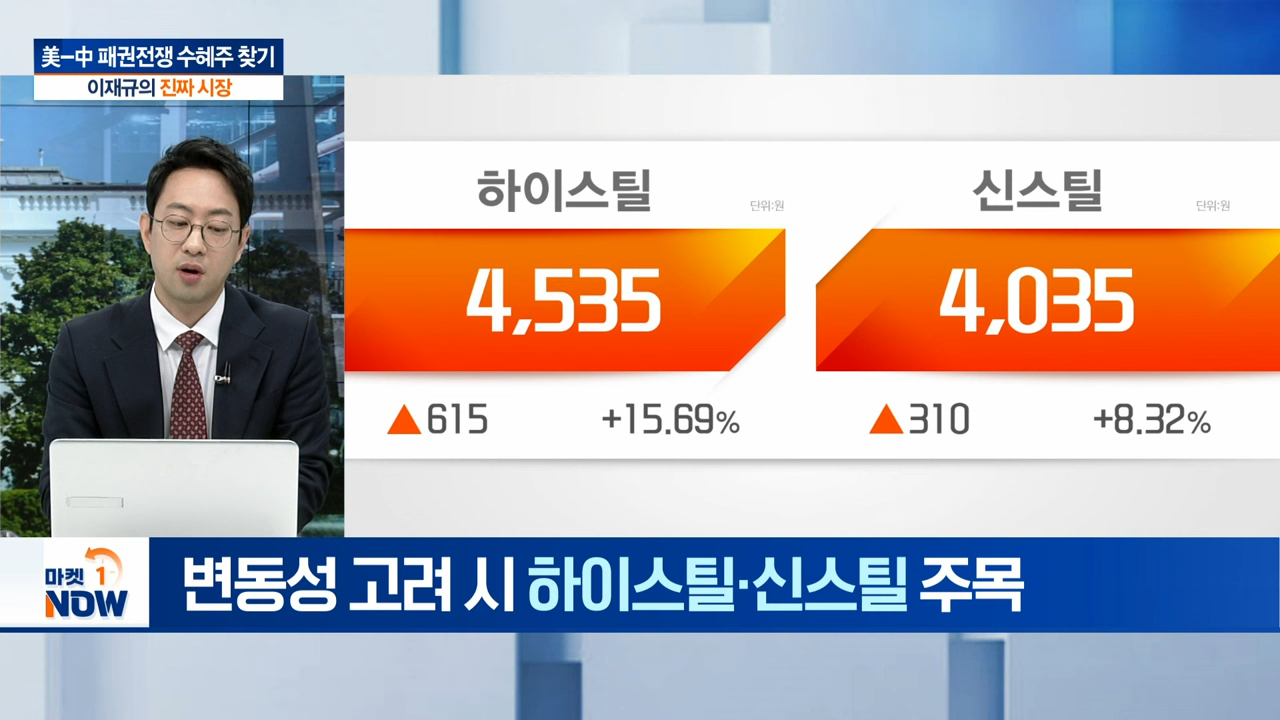 美-中 패권전쟁 수혜주 찾기
이재규의 진짜 시장
하이스틸
단위:원
4,535
▲615 +15.69%
신스틸
단위:원
4,035
▲310 +8.32%
마켓 1
NOW
변동성 고려 시 하이스틸·신스틸 주목